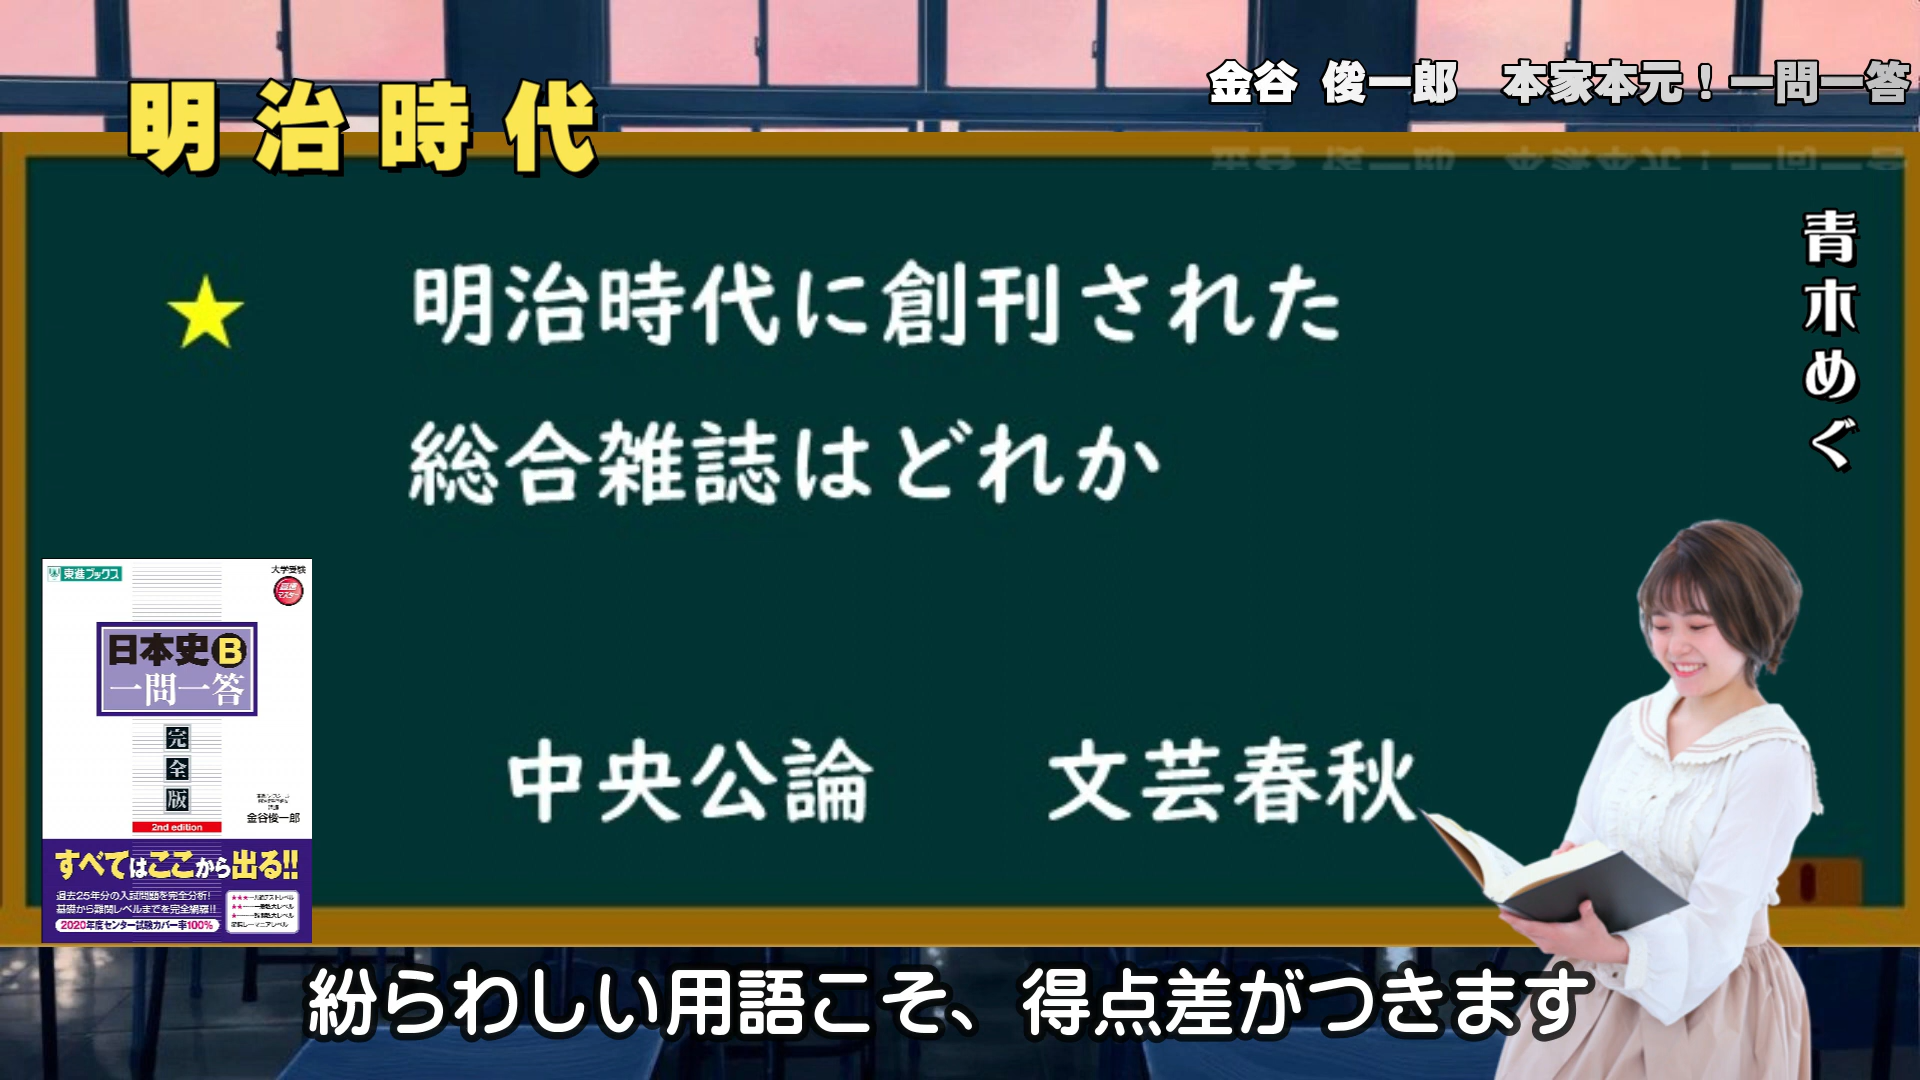 金谷 俊一郎　本家本元！一問一答
明治時代
青木めぐ
★ 明治時代に創刊された
総合雑誌はどれか
中央公論　文芸春秋
東進ブックス
大学受験
日本史B
一問一答
完全版
2nd edition
金谷俊一郎
すべてはここから出る!!
過去25年分の入試問題を完全分析!
基礎から難関レベルまでを完全網羅!!
2020年度センター試験カバー率100%
紛らわしい用語こそ、得点差がつきます